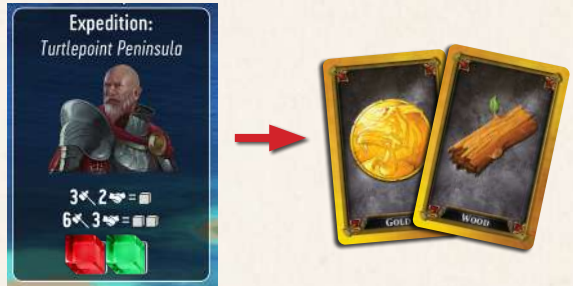 Expedition:
Turtlepoint Peninsula
3 2 =
6 3 =
GOLD
WOOD